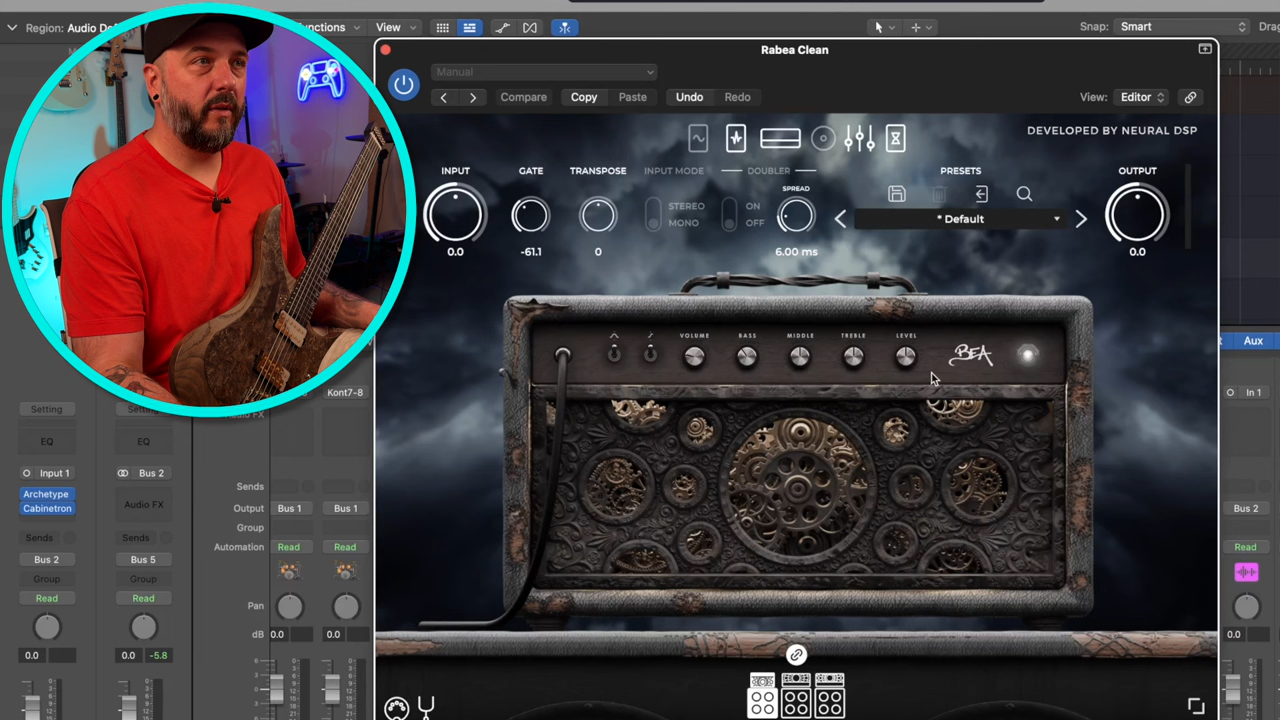 Region: Audio De
Functions
View
Snap: Smart
Drag
Rabea Clean
Manual
Compare
Copy
Paste
Undo
Redo
View: Editor
DEVELOPED BY NEURAL DSP
INPUT
GATE
TRANSPOSE
INPUT MODE
DOUBLER
PRESETS
OUTPUT
SPREAD
STEREO
MONO
ON
OFF
* Default
0.0
-61.1
0
6.00 ms
0.0
VOLUME
BASS
MIDDLE
TREBLE
LEVEL
BEA
Aux
Kont7-8
In 1
Setting
Audio FX
EQ
EQ
Input 1
Bus 2
Archetype
Cabinetron
Audio FX
Sends
Output
Bus 1
Bus 1
Bus 2
Group
Sends
Sends
Automation
Read
Read
Read
Bus 2
Bus 5
Group
Group
Read
Read
Pan
dB
0.0
0.0
0.0
0.0
0.0
-5.8